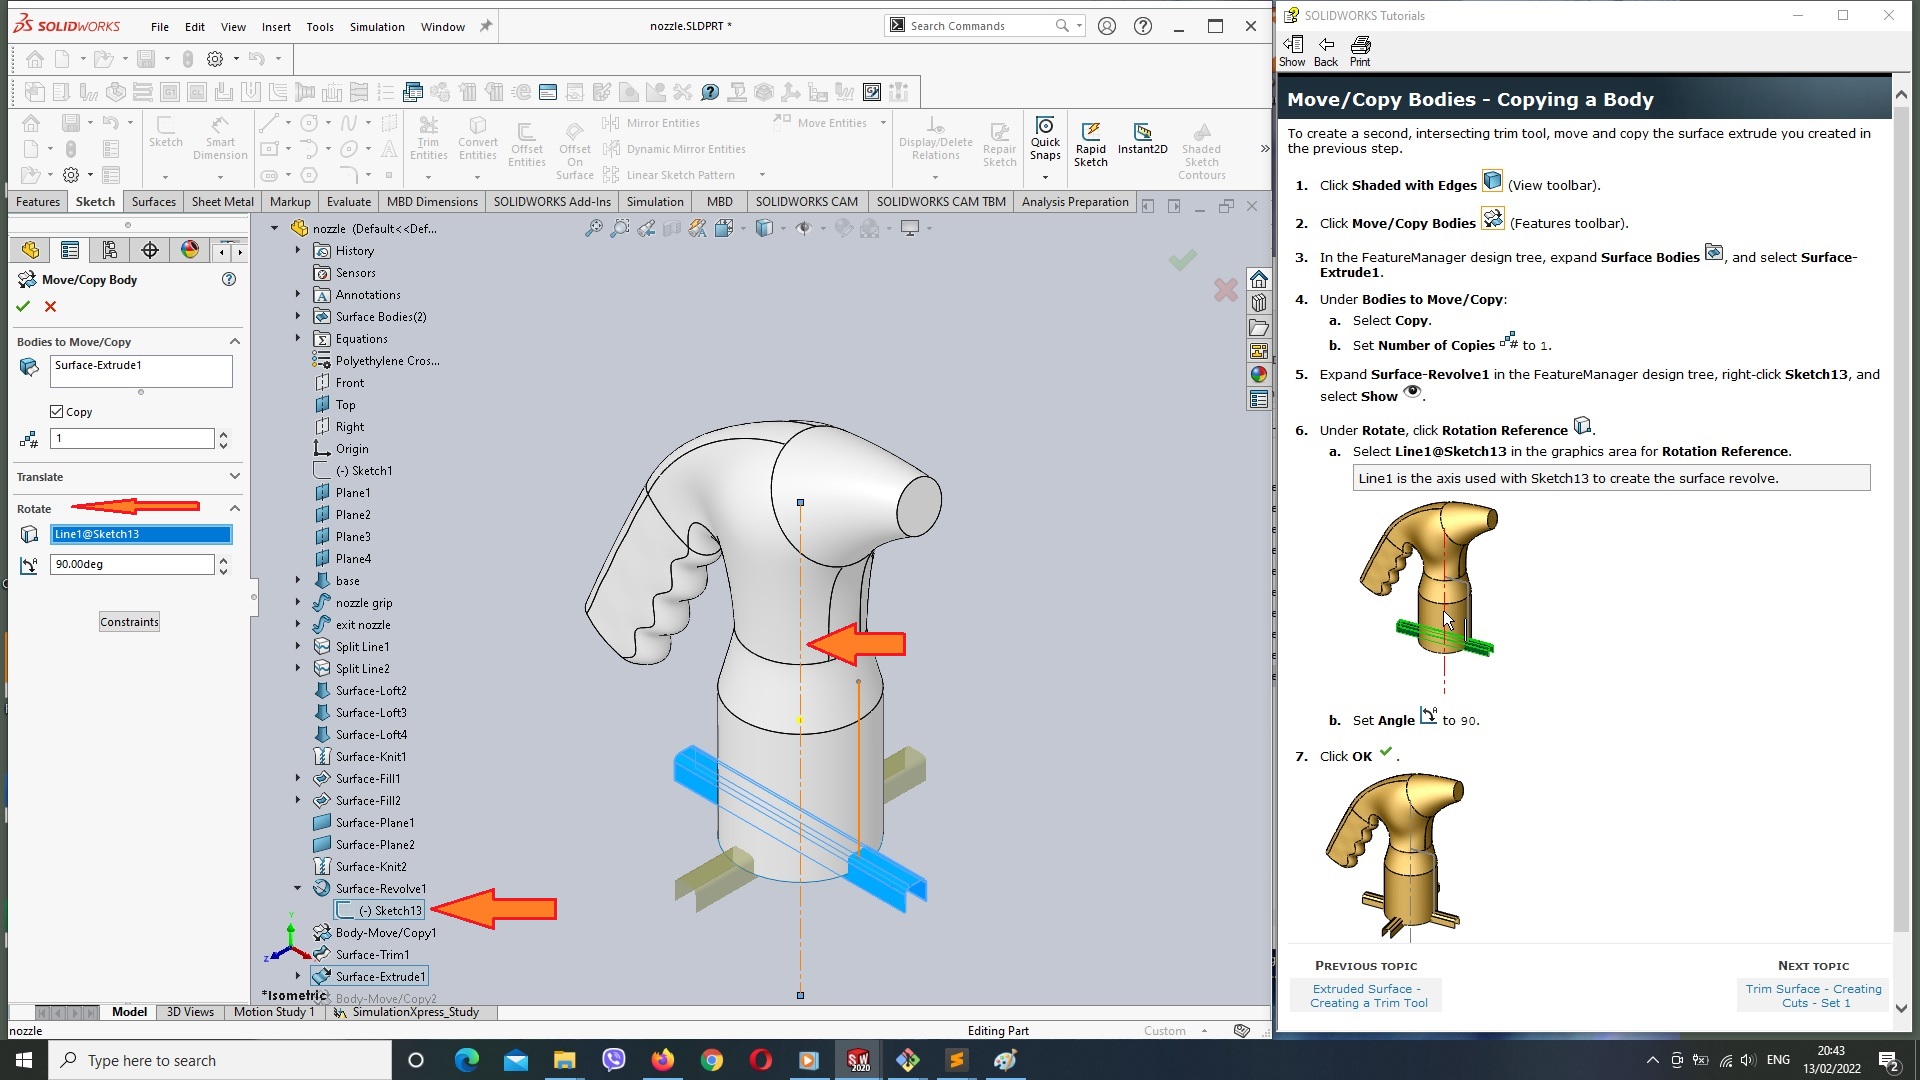 SOLIDWORKS File Edit View Insert Tools Simulation Window nozzle.SLDPRT * Search Commands
Sketch
Smart Dimension
Trim Entities
Convert Entities
Offset Entities
Offset On Surface
Mirror Entities
Dynamic Mirror Entities
Linear Sketch Pattern
Move Entities
Display/Delete Relations
Repair Sketch
Quick Snaps
Rapid Sketch
Instant2D
Shaded Sketch Contours
Features Sketch Surfaces Sheet Metal Markup Evaluate MBD Dimensions SOLIDWORKS Add-Ins Simulation MBD SOLIDWORKS CAM SOLIDWORKS CAM TBM Analysis Preparation
Move/Copy Body
Bodies to Move/Copy
Surface-Extrude1
Copy
1
Translate
Rotate
Line1@Sketch13
90.00deg
Constraints
nozzle (Default<<Def...
History
Sensors
Annotations
Surface Bodies(2)
Equations
Polyethylene Cros...
Front
Top
Right
Origin
(-) Sketch1
Plane1
Plane2
Plane3
Plane4
base
nozzle grip
exit nozzle
Split Line1
Split Line2
Surface-Loft2
Surface-Loft3
Surface-Loft4
Surface-Knit1
Surface-Fill1
Surface-Fill2
Surface-Plane1
Surface-Plane2
Surface-Knit2
Surface-Revolve1
(-) Sketch13
Body-Move/Copy1
Surface-Trim1
Surface-Extrude1
Body-Move/Copy2
Y
Z
*Isometric
Model 3D Views Motion Study 1 SimulationXpress_Study
nozzle Editing Part Custom
SOLIDWORKS Tutorials
Show Back Print
Move/Copy Bodies - Copying a Body
To create a second, intersecting trim tool, move and copy the surface extrude you created in
the previous step.
1. Click Shaded with Edges (View toolbar).
2. Click Move/Copy Bodies (Features toolbar).
3. In the FeatureManager design tree, expand Surface Bodies , and select Surface-
Extrude1.
4. Under Bodies to Move/Copy:
a. Select Copy.
b. Set Number of Copies # to 1.
5. Expand Surface-Revolve1 in the FeatureManager design tree, right-click Sketch13, and
select Show .
6. Under Rotate, click Rotation Reference .
a. Select Line1@Sketch13 in the graphics area for Rotation Reference.
Line1 is the axis used with Sketch13 to create the surface revolve.
b. Set Angle to 90.
7. Click OK .
PREVIOUS TOPIC
Extruded Surface -
Creating a Trim Tool
NEXT TOPIC
Trim Surface - Creating
Cuts - Set 1
Type here to search
SW 2020
ENG
20:43
13/02/2022
2